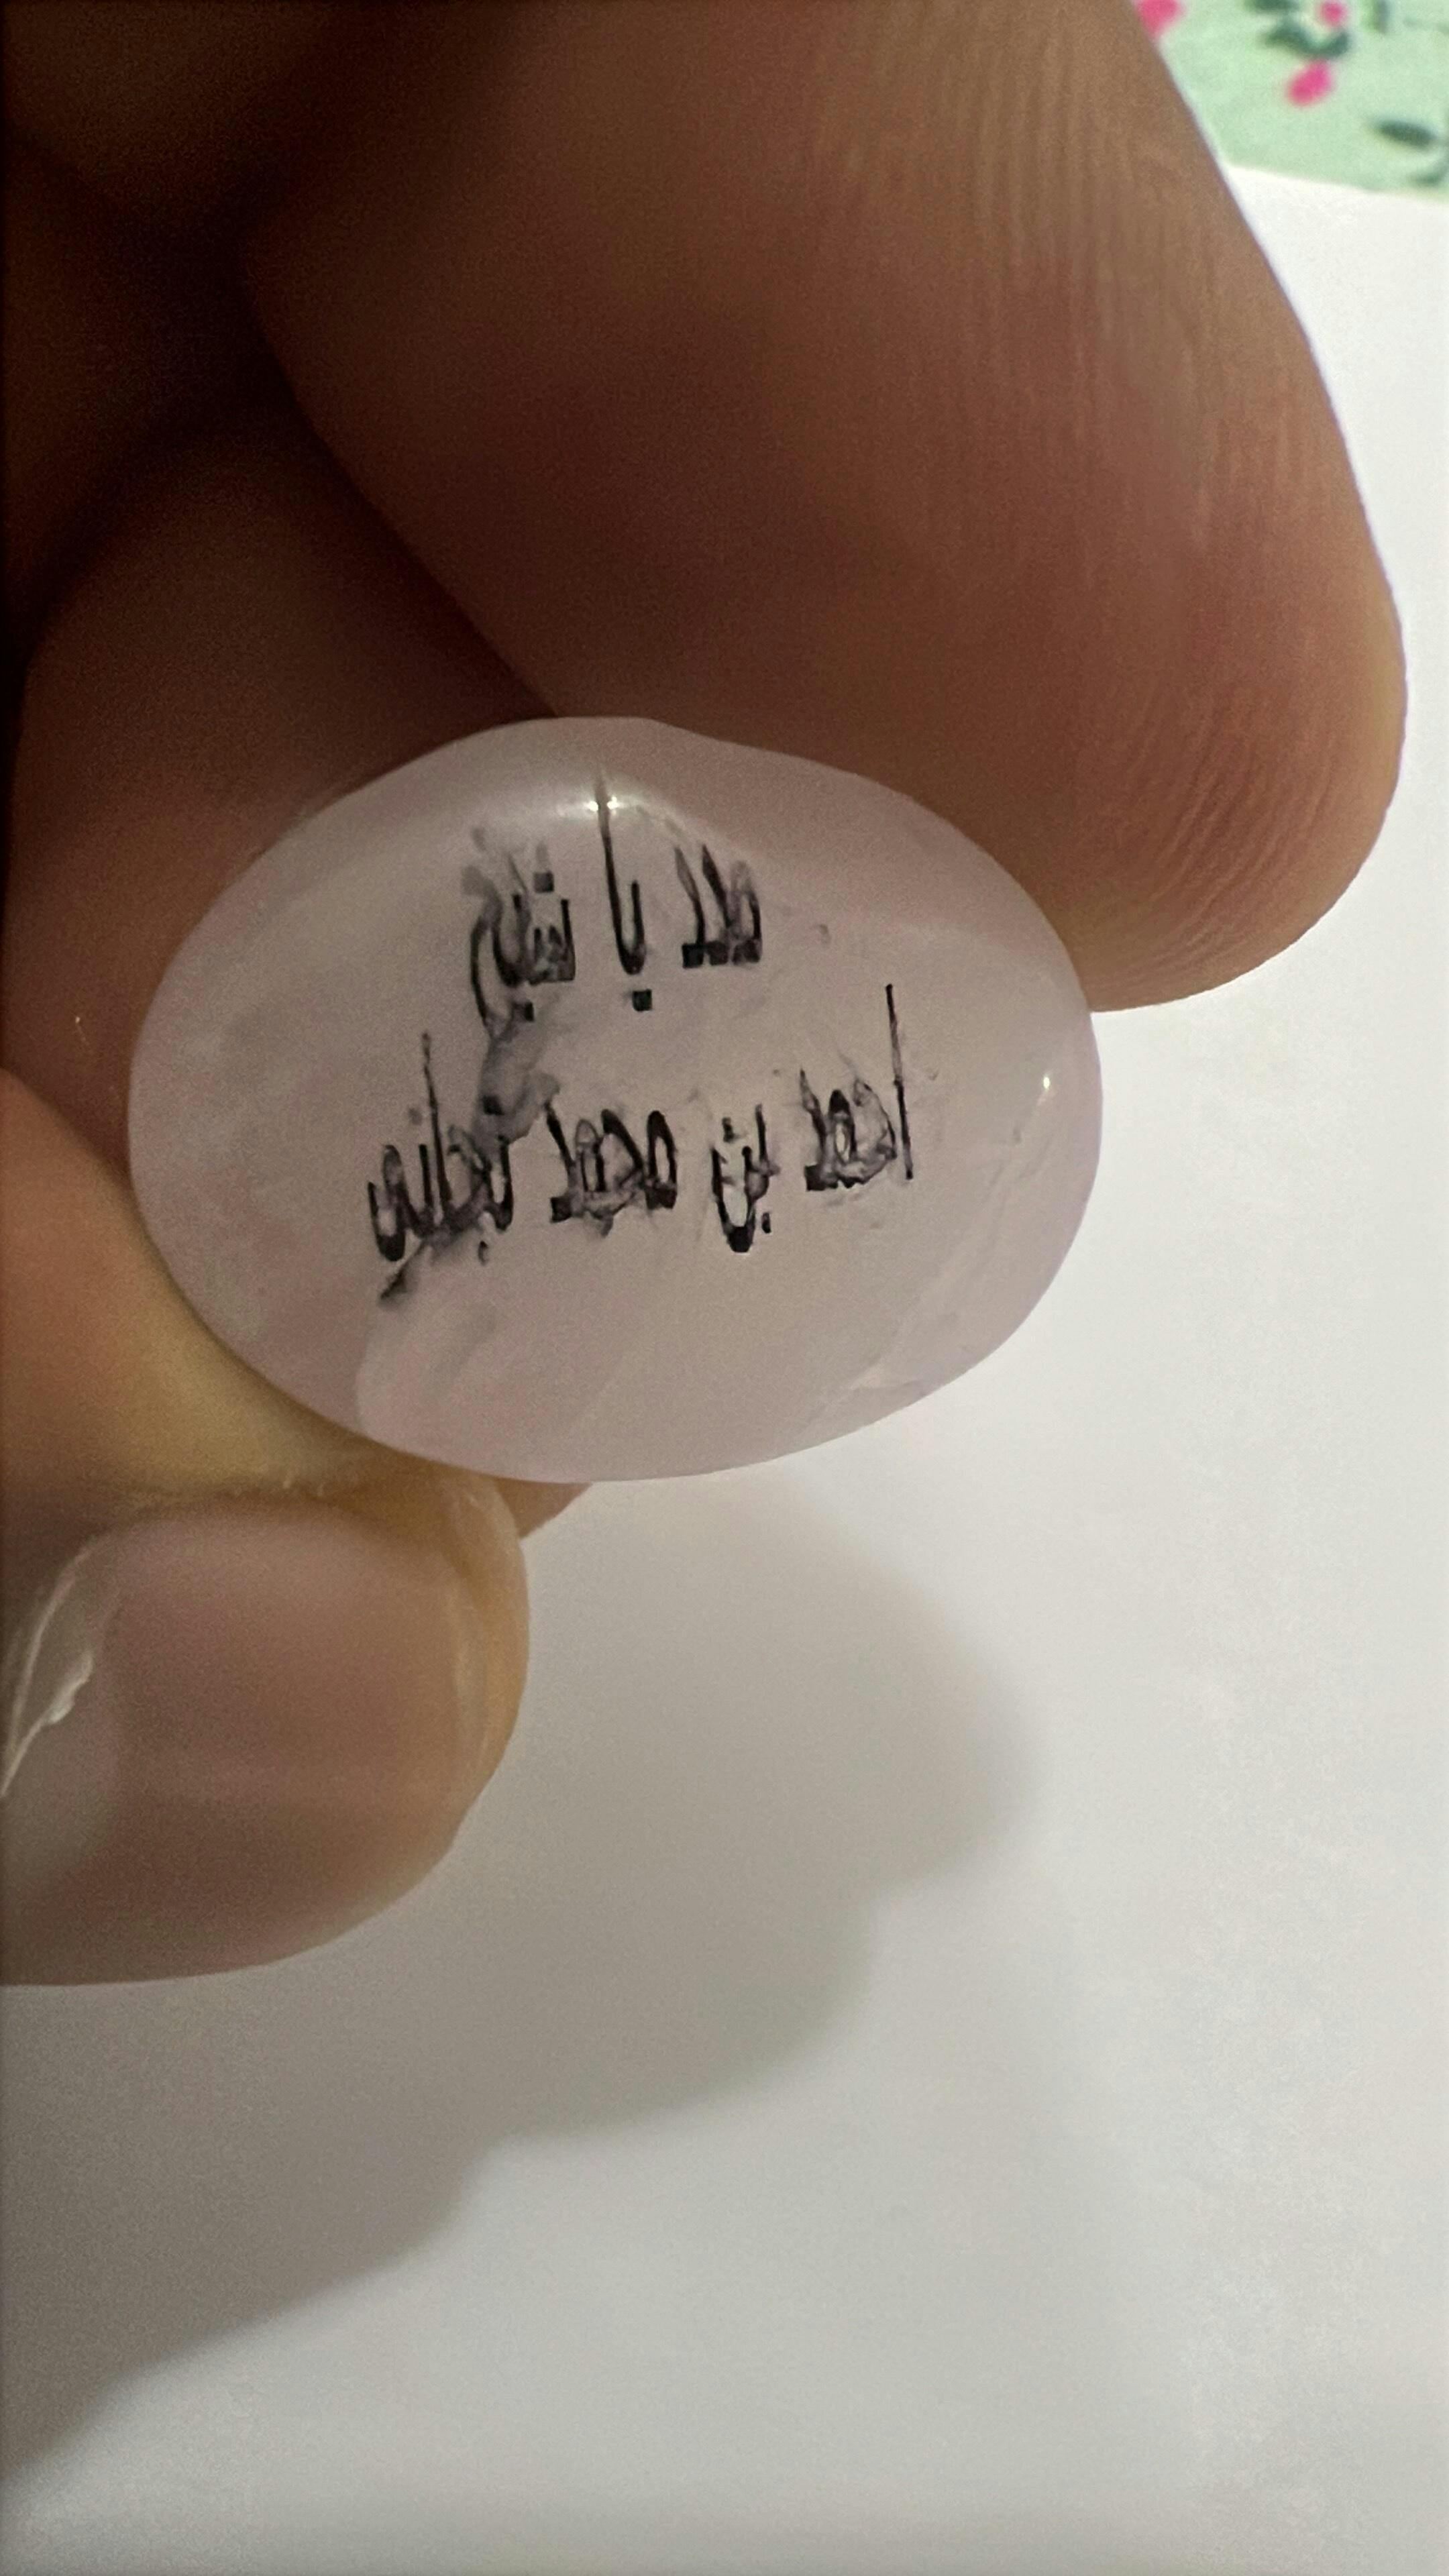 مدد يا شيخ
احمد بن محمد تجاني